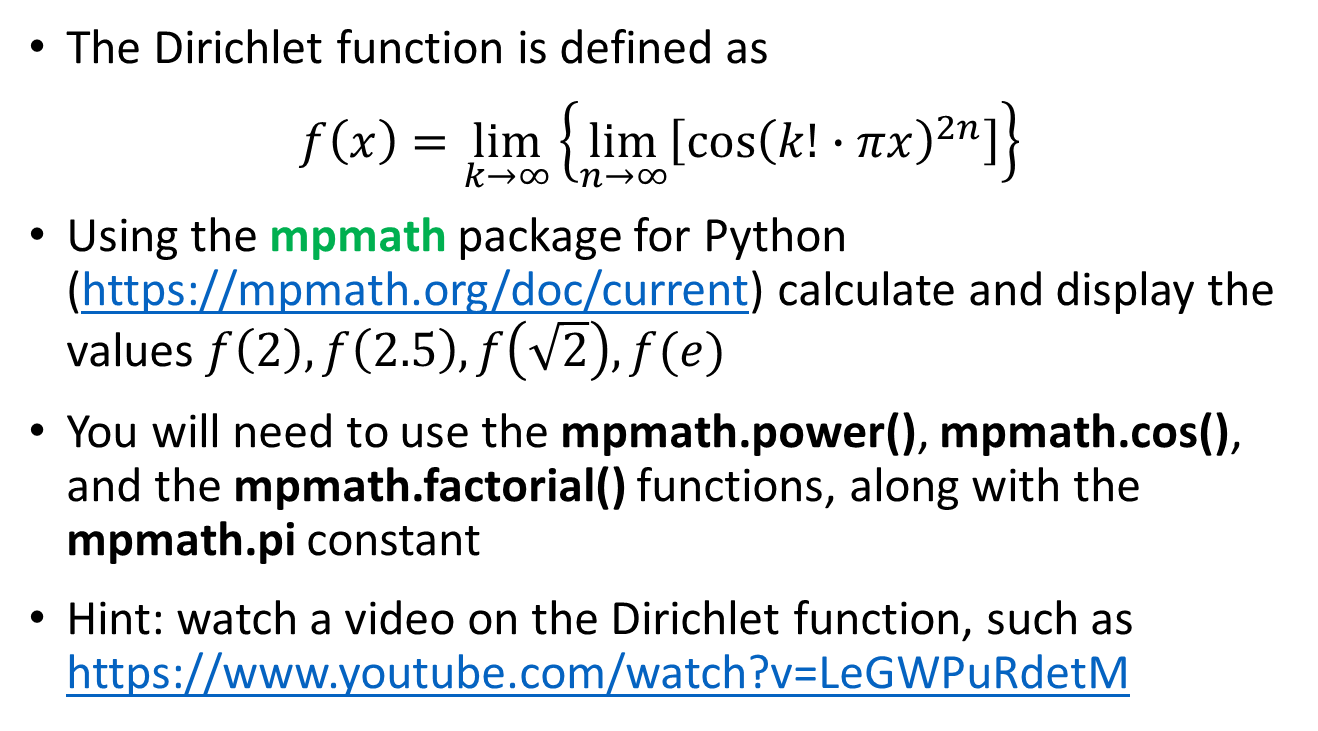 • The Dirichlet function is defined as
f(x) = lim k→∞ {lim n→∞ [cos(k! · πx)²ⁿ]}
• Using the mpmath package for Python
(https://mpmath.org/doc/current) calculate and display the
values f(2), f(2.5), f(√2), f(e)
• You will need to use the mpmath.power(), mpmath.cos(),
and the mpmath.factorial() functions, along with the
mpmath.pi constant
• Hint: watch a video on the Dirichlet function, such as
https://www.youtube.com/watch?v=LeGWPuRdetM